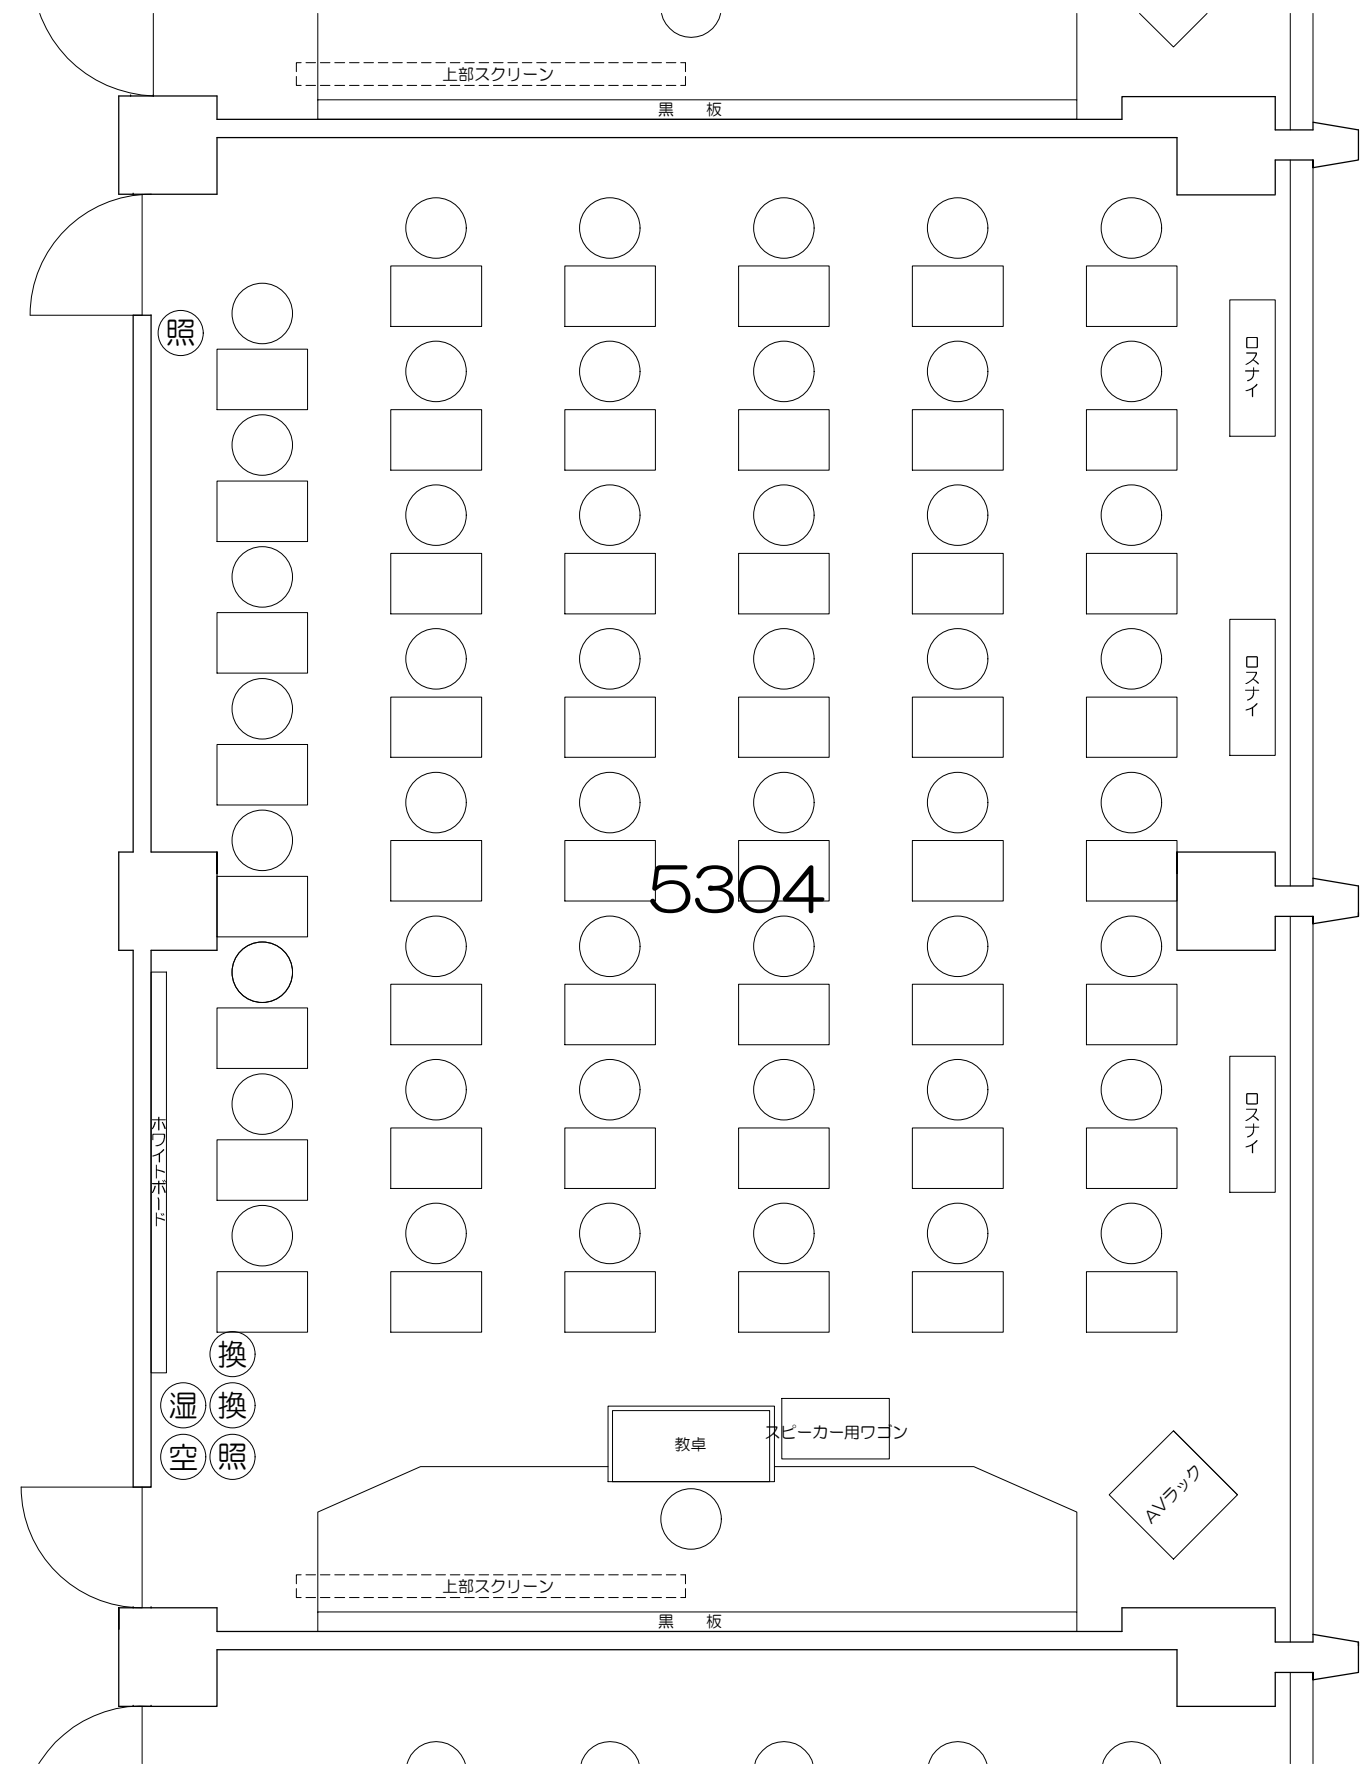 上部スクリーン
黒 板
照
ロスナイ
ロスナイ
5304
ロスナイ
ホワイトボード
換
湿 換
空 照
教卓
スピーカー用ワゴン
AVラック
上部スクリーン
黒 板